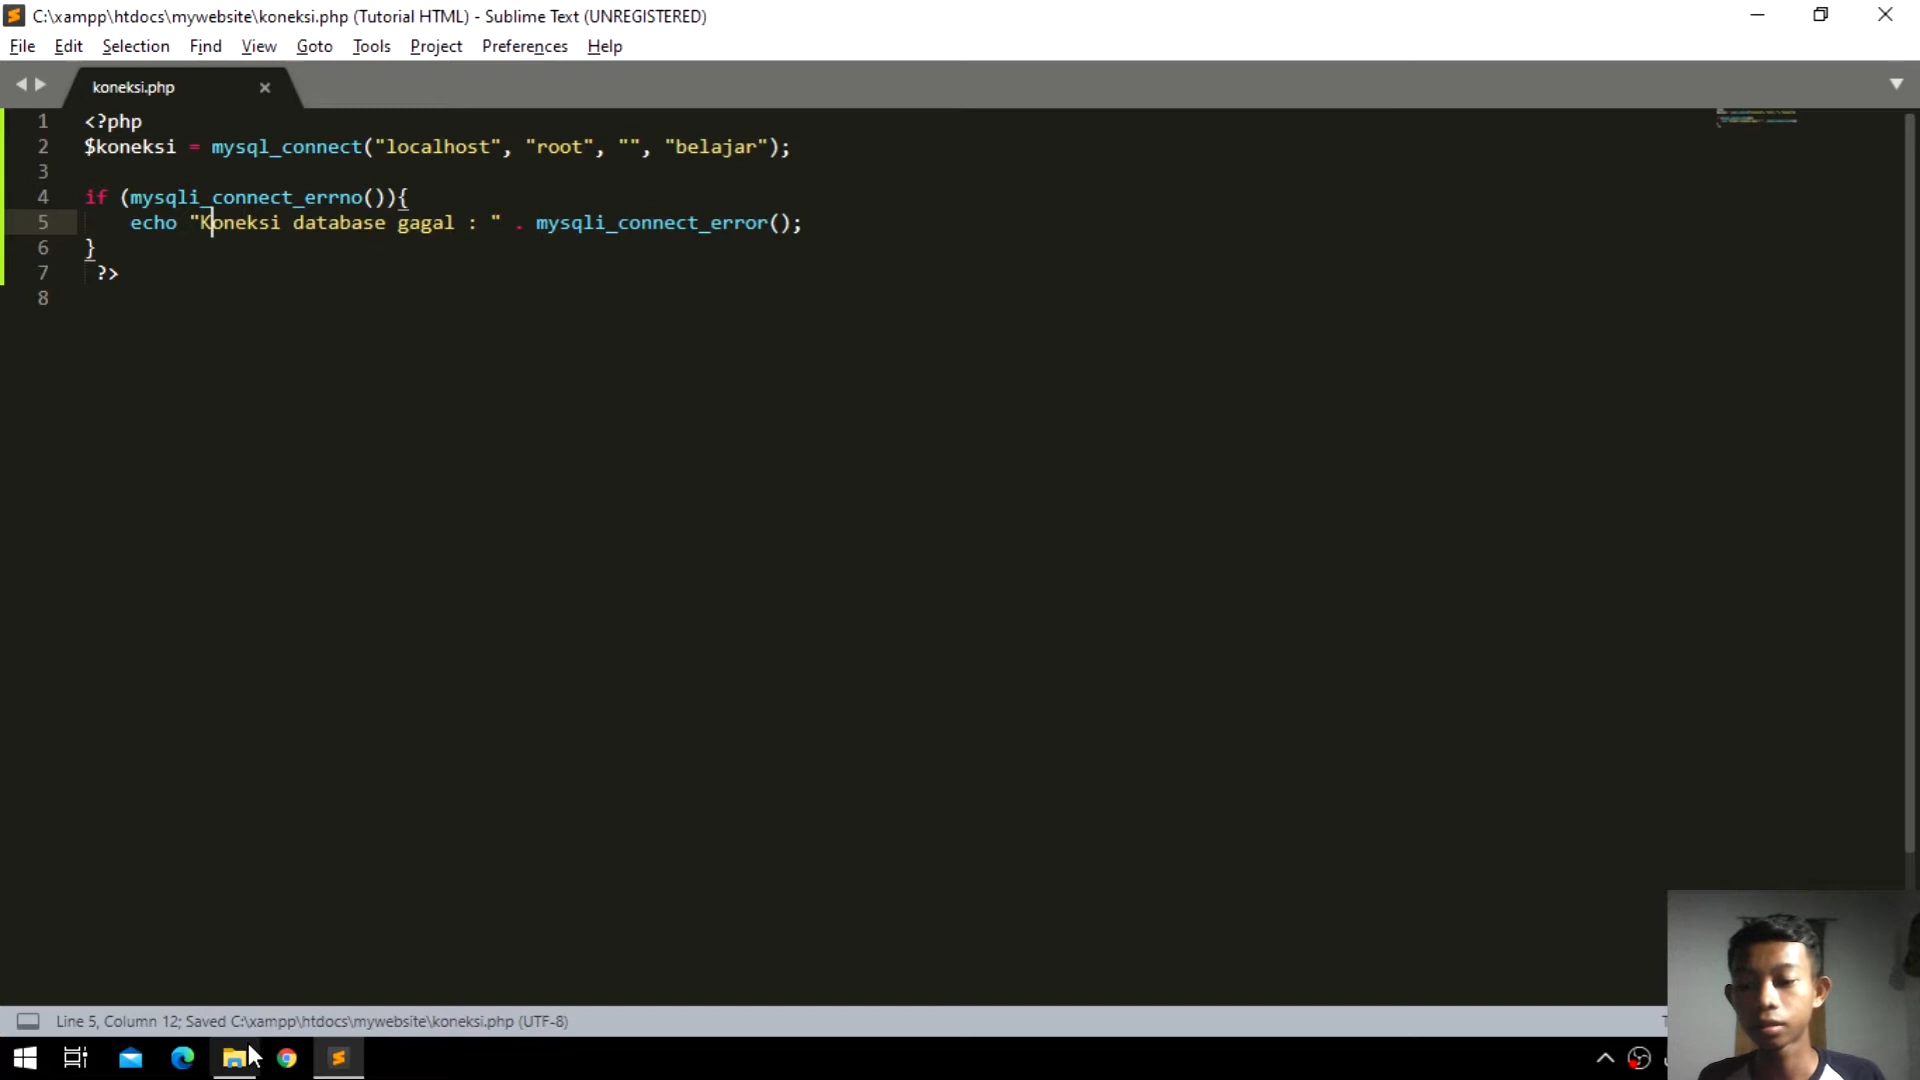 C:\xampp\htdocs\mywebsite\koneksi.php (Tutorial HTML) - Sublime Text (UNREGISTERED)
File Edit Selection Find View Goto Tools Project Preferences Help
koneksi.php
1 <?php
2 $koneksi = mysql_connect("localhost", "root", "", "belajar");
3
4 if (mysqli_connect_errno()){
5 echo "Koneksi database gagal : " . mysqli_connect_error();
6 }
7 ?>
8
Line 5, Column 12; Saved C:\xampp\htdocs\mywebsite\koneksi.php (UTF-8)